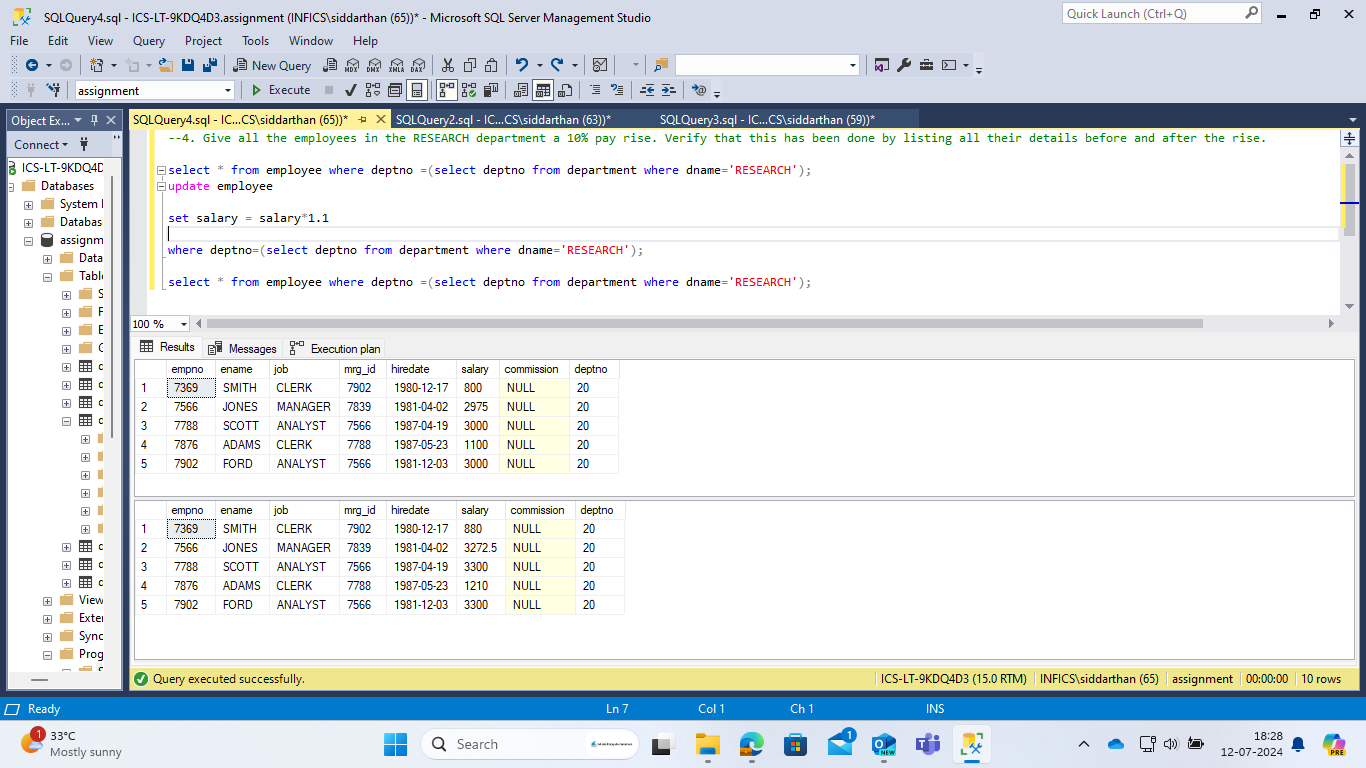 SQLQuery4.sql - ICS-LT-9KDQ4D3.assignment (INFICS\siddarthan (65))* - Microsoft SQL Server Management Studio
Quick Launch (Ctrl+Q)
File Edit View Query Project Tools Window Help
New Query MDX DMX XMLA DAX
assignment Execute
Object Ex... SQLQuery4.sql - IC...CS\siddarthan (65))* SQLQuery2.sql - IC...CS\siddarthan (63))* SQLQuery3.sql - IC...CS\siddarthan (59))*
Connect
ICS-LT-9KDQ4D
Databases
System I
Databas
assignm
Data
Table
S
F
E
G
View
Exter
Sync
Prog
--4. Give all the employees in the RESEARCH department a 10% pay rise. Verify that this has been done by listing all their details before and after the rise.
select * from employee where deptno =(select deptno from department where dname='RESEARCH');
update employee
set salary = salary*1.1
where deptno=(select deptno from department where dname='RESEARCH');
select * from employee where deptno =(select deptno from department where dname='RESEARCH');
100 %
Results Messages Execution plan
empno ename job mrg_id hiredate salary commission deptno
1 7369 SMITH CLERK 7902 1980-12-17 800 NULL 20
2 7566 JONES MANAGER 7839 1981-04-02 2975 NULL 20
3 7788 SCOTT ANALYST 7566 1987-04-19 3000 NULL 20
4 7876 ADAMS CLERK 7788 1987-05-23 1100 NULL 20
5 7902 FORD ANALYST 7566 1981-12-03 3000 NULL 20
empno ename job mrg_id hiredate salary commission deptno
1 7369 SMITH CLERK 7902 1980-12-17 880 NULL 20
2 7566 JONES MANAGER 7839 1981-04-02 3272.5 NULL 20
3 7788 SCOTT ANALYST 7566 1987-04-19 3300 NULL 20
4 7876 ADAMS CLERK 7788 1987-05-23 1210 NULL 20
5 7902 FORD ANALYST 7566 1981-12-03 3300 NULL 20
Query executed successfully. ICS-LT-9KDQ4D3 (15.0 RTM) INFICS\siddarthan (65) assignment 00:00:00 10 rows
Ready Ln 7 Col 1 Ch 1 INS
1 33°C
Mostly sunny
Search
1
NEW
18:28
12-07-2024
PRE